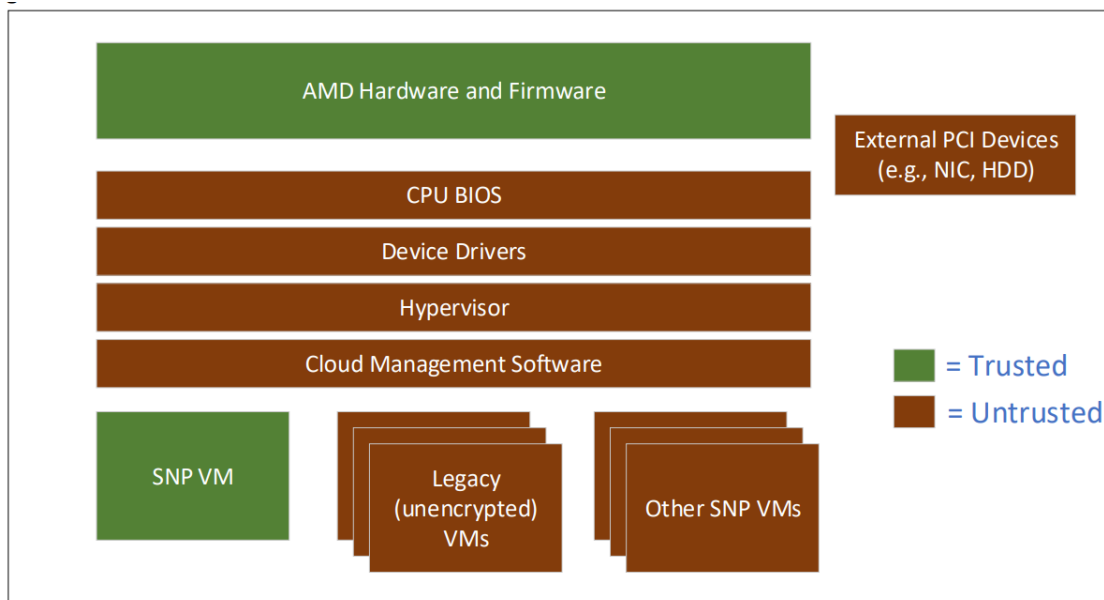 AMD Hardware and Firmware
External PCI Devices
(e.g., NIC, HDD)
CPU BIOS
Device Drivers
Hypervisor
Cloud Management Software
= Trusted
= Untrusted
SNP VM
Legacy
(unencrypted)
VMs
Other SNP VMs